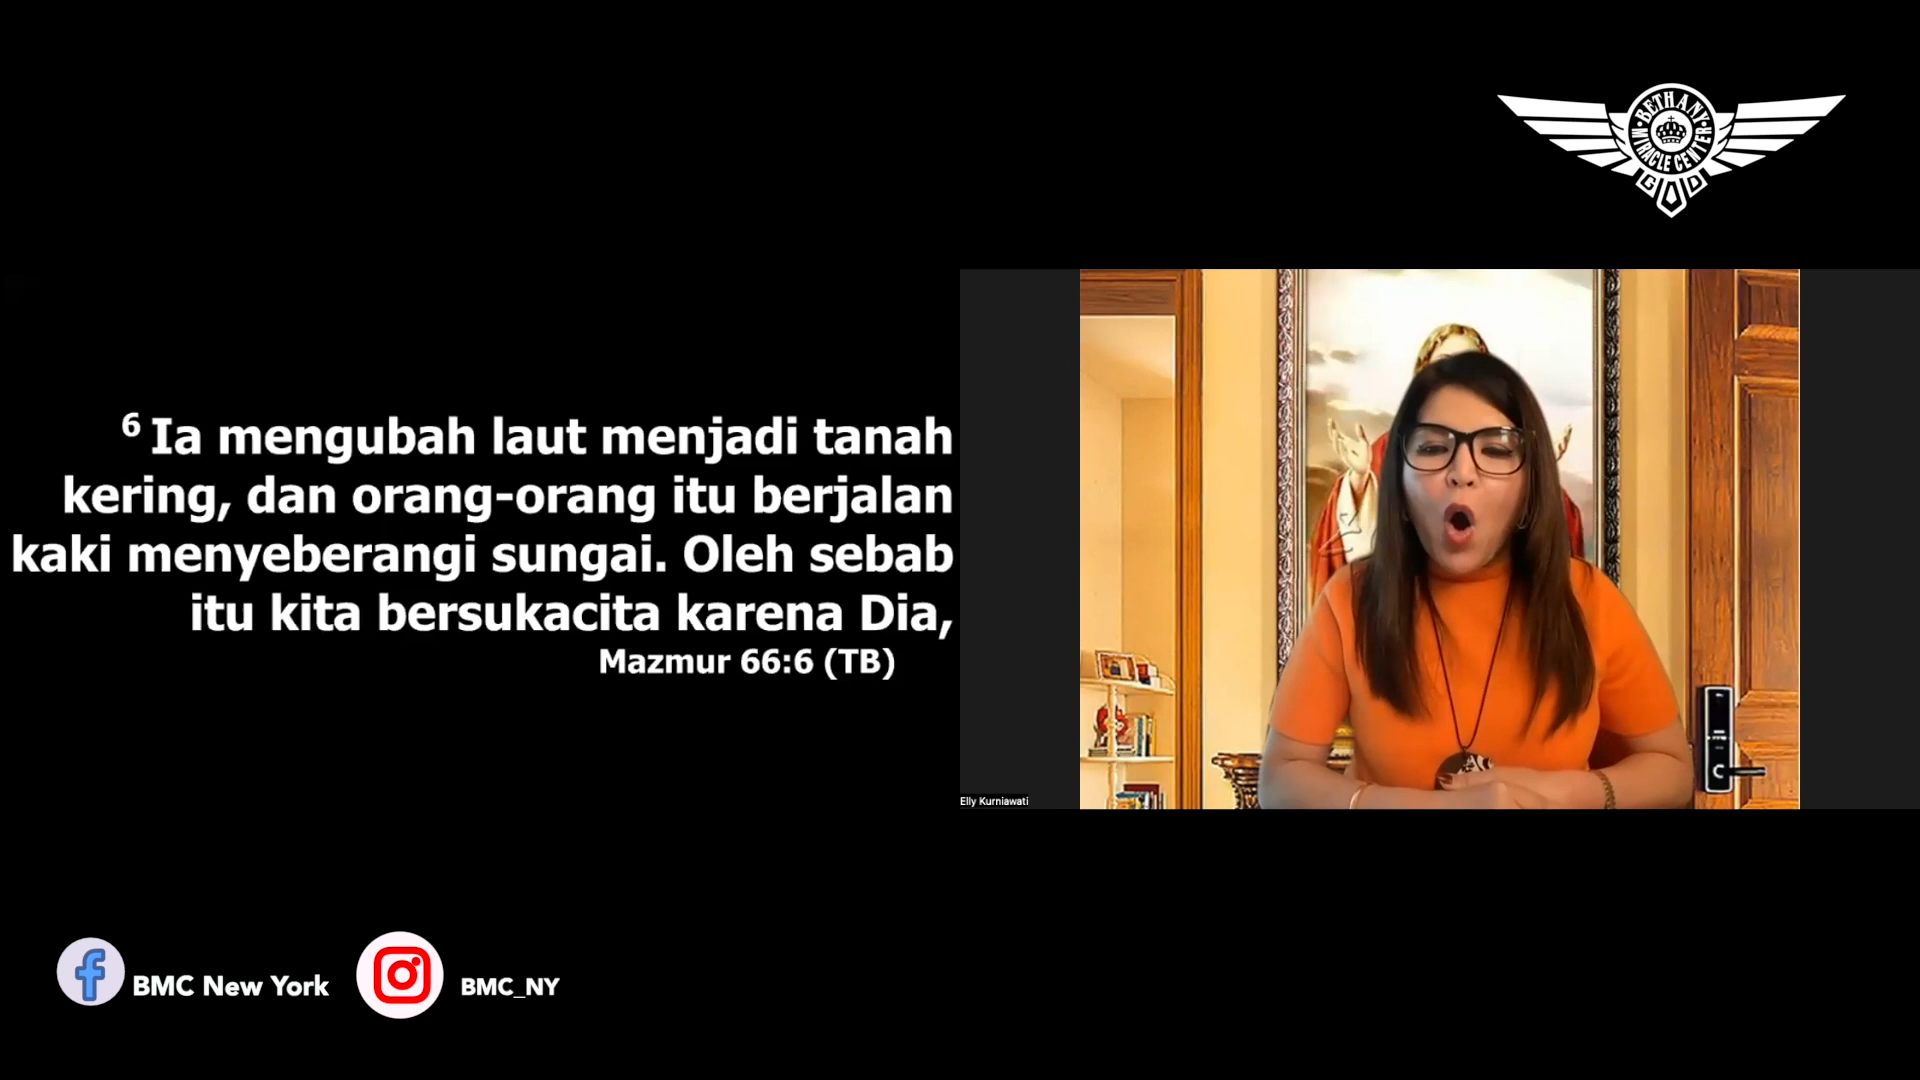 BETHANY
MIRACLE CENTER
GAD
6 Ia mengubah laut menjadi tanah
kering, dan orang-orang itu berjalan
kaki menyeberangi sungai. Oleh sebab
itu kita bersukacita karena Dia,
Mazmur 66:6 (TB)
Elly Kurniawati
BMC New York
BMC_NY